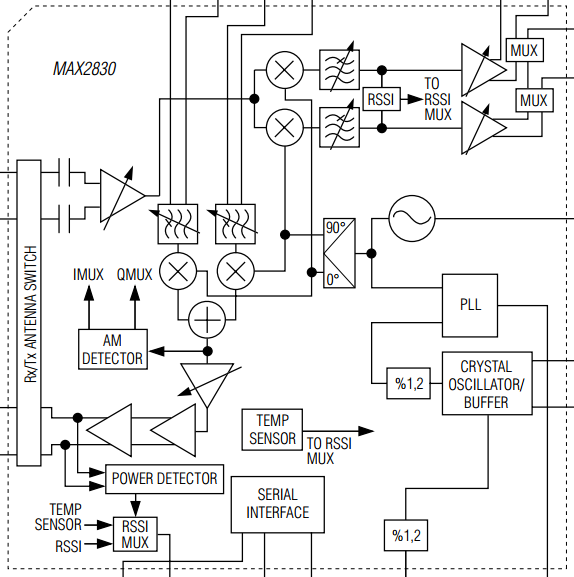 MAX2830
MUX
MUX
RSSI
TO
RSSI
MUX
90°
0°
IMUX
QMUX
AM
DETECTOR
Rx/Tx ANTENNA SWITCH
PLL
%1,2
CRYSTAL
OSCILLATOR/
BUFFER
TEMP
SENSOR
TO RSSI
MUX
POWER DETECTOR
TEMP
SENSOR
RSSI
RSSI
MUX
SERIAL
INTERFACE
%1,2